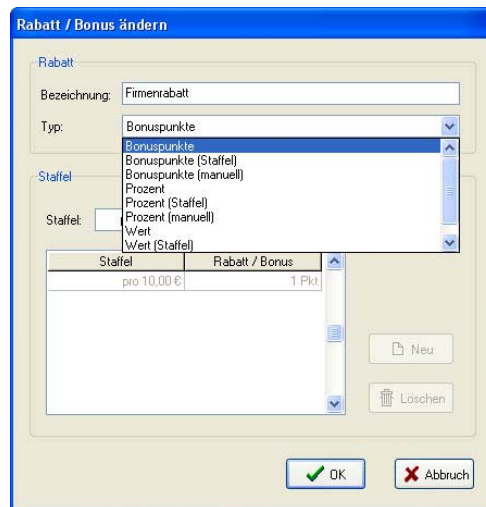 Rabatt / Bonus ändern
Rabatt
Bezeichnung: Firmenrabatt
Typ: Bonuspunkte
Bonuspunkte
Bonuspunkte (Staffel)
Bonuspunkte (manuell)
Prozent
Prozent (Staffel)
Prozent (manuell)
Wert
Wert (Staffel)
Staffel
Staffel:
Staffel Rabatt / Bonus
pro 10,00 € 1 Pkt
Neu
Löschen
OK Abbruch